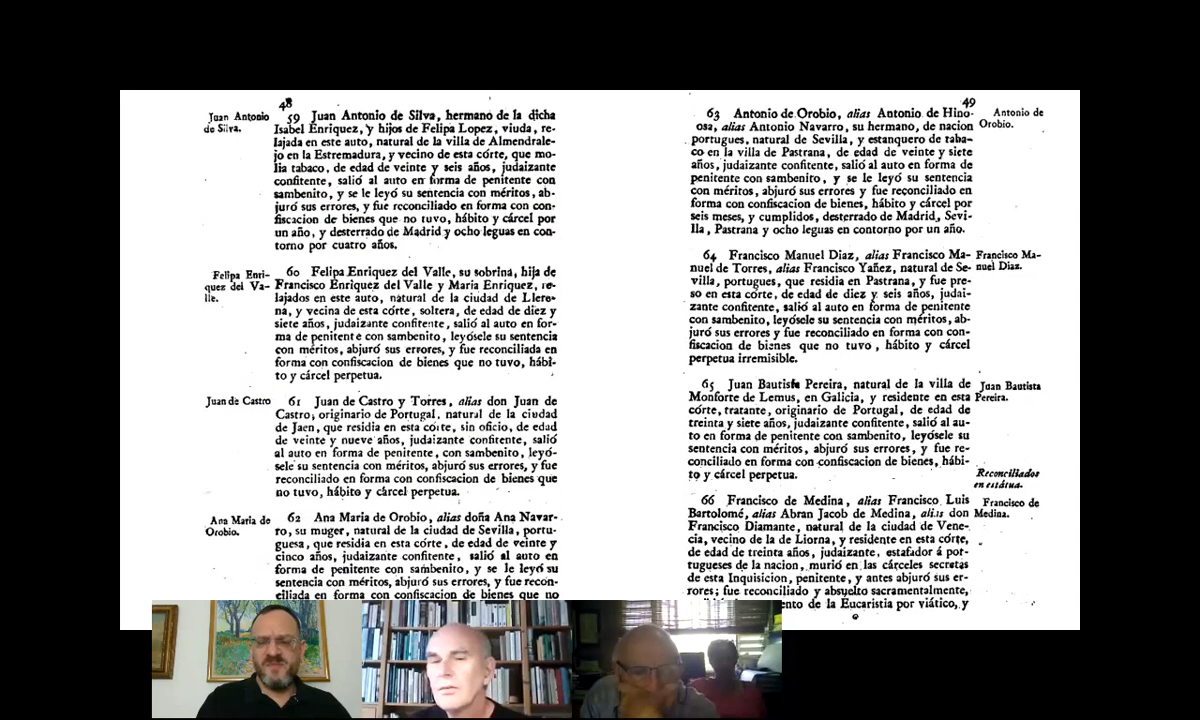 48
Juan Antonio
de Silva.
59 Juan Antonio de Silva, hermano de la dicha
Isabel Enriquez, y hijos de Felipa Lopez, viuda, re-
lajada en este auto, natural de la villa de Almendrale-
jo en la Estremadura, y vecino de esta córte, que mo-
lia tabaco, de edad de veinte y seis años, judaizante
confitente, salió al auto en forma de penitente con
sambenito, y se le leyó su sentencia con méritos, ab-
juró sus errores, y fue reconciliado en forma con con-
fiscacion de bienes que no tuvo, hábito y cárcel por
un año, y desterrado de Madrid y ocho leguas en con-
torno por cuatro años.
Felipa Enri-
quez del Va-
lle.
60 Felipa Enriquez del Valle, su sobrina, hija de
Francisco Enriquez del Valle y María Enriquez, re-
lajados en este auto, natural de la ciudad de Llere-
na, y vecina de esta córte, soltera, de edad de diez y
siete años, judaizante confitente, salió al auto en for-
ma de penitente con sambenito, leyósele su sentencia
con méritos, abjuró sus errores, y fue reconciliada en
forma con confiscacion de bienes que no tuvo, hábi-
to y cárcel perpetua.
Juan de Castro
61 Juan de Castro y Torres, alias don Juan de
Castro, originario de Portugal, natural de la ciudad
de Jaen, que residia en esta córte, sin oficio, de edad
de veinte y nueve años, judaizante confitente, salió
al auto en forma de penitente, con sambenito, leyó-
sele su sentencia con méritos, abjuró sus errores, y fue
reconciliado en forma con confiscacion de bienes que
no tuvo, hábito y cárcel perpetua.
Ana Maria de
Orobio.
62 Ana Maria de Orobio, alias doña Ana Navar-
ro, su muger, natural de la ciudad de Sevilla, portu-
guesa, que residia en esta córte, de edad de veinte y
cinco años, judaizante confitente, salió al auto en
forma de penitente con sambenito, y se le leyó su
sentencia con méritos, abjuró sus errores, y fue recon-
ciliada en forma con confiscacion de bienes que no
49
63 Antonio de Orobio, alias Antonio de Hino-
osa, alias Antonio Navarro, su hermano, de nacion
portugues, natural de Sevilla, y estanquero de taba-
co en la villa de Pastrana, de edad de veinte y siete
años, judaizante confitente, salió al auto en forma de
penitente con sambenito, y se le leyó su sentencia
con méritos, abjuró sus errores y fue reconciliado en
forma con confiscacion de bienes, hábito y cárcel por
seis meses, y cumplidos, desterrado de Madrid, Sevi-
lla, Pastrana y ocho leguas en contorno por un año.
Antonio de
Orobio.
64 Francisco Manuel Diaz, alias Francisco Ma-
nuel de Torres, alias Francisco Yañez, natural de Se-
villa, portugues, que residia en Pastrana, y fue pre-
so en esta córte, de edad de diez y seis años, judai-
zante confitente, salió al auto en forma de penitente
con sambenito, leyósele su sentencia con méritos, ab-
juró sus errores y fue reconciliado en forma con con-
fiscacion de bienes que no tuvo, hábito y cárcel
perpetua irremisible.
Francisco Ma-
nuel Diaz.
65 Juan Bautista Pereira, natural de la villa de
Monforte de Lemus, en Galicia, y residente en esta
córte, tratante, originario de Portugal, de edad de
treinta y siete años, judaizante confitente, salió al au-
to en forma de penitente con sambenito, leyósele su
sentencia con méritos, abjuró sus errores, y fue re-
conciliado en forma con confiscacion de bienes, hábi-
to y cárcel perpetua.
Juan Bautista
Pereira.
Reconciliados
en estátua.
66 Francisco de Medina, alias Francisco Luis
Bartolomé, alias Abran Jacob de Medina, alias don
Francisco Diamante, natural de la ciudad de Vene-
cia, vecino de la de Liorna, y residente en esta córte,
de edad de treinta años, judaizante, estafador á por-
tugueses de la nacion, murió en las cárceles secretas
de esta Inquisicion, penitente, y antes abjuró sus er-
rores; fue reconciliado y absuelto sacramentalmente,
de la Eucaristia por viático, y
Francisco de
Medina.